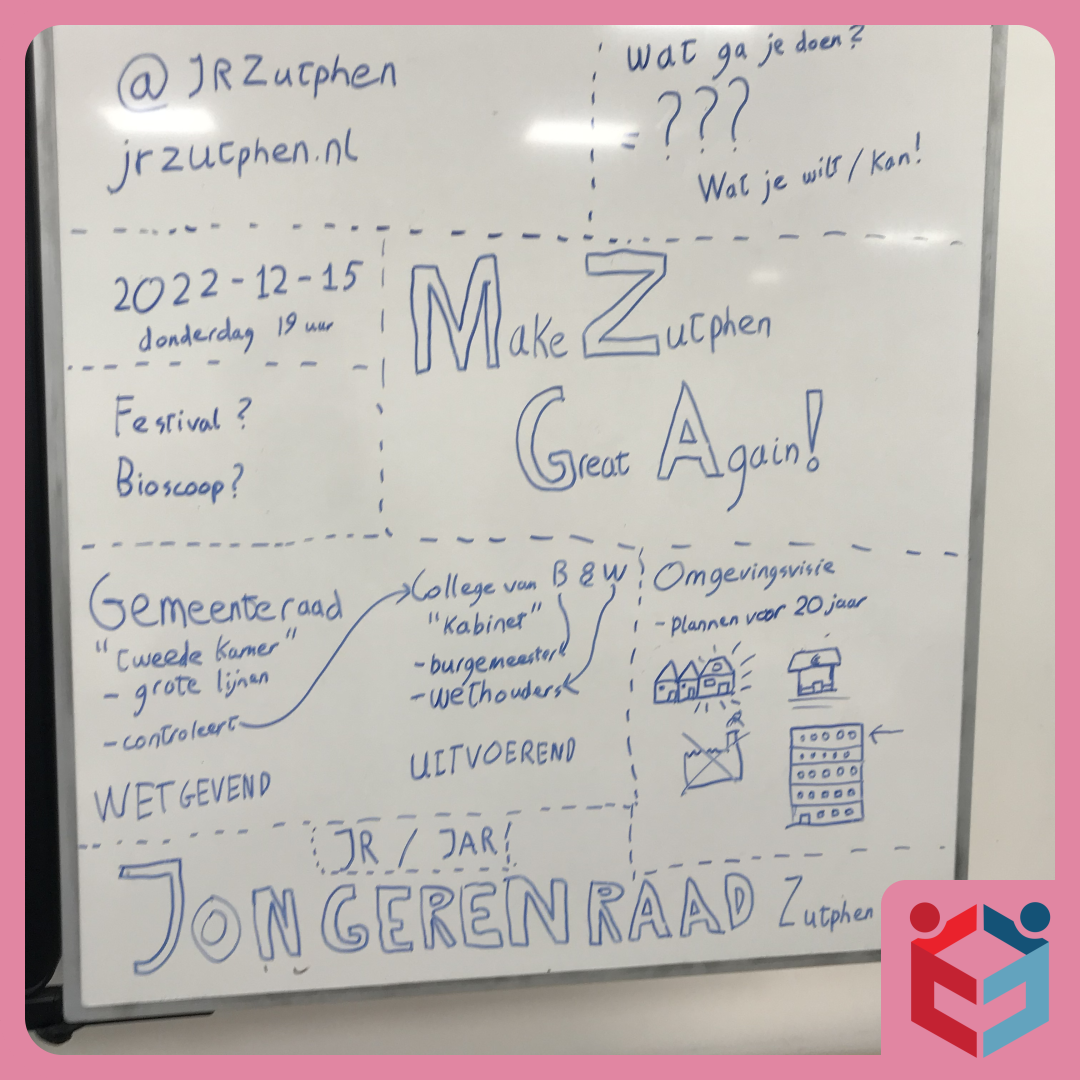 @JRZutphen
jrzutphen.nl
Wat ga je doen?
= ???
Wat je wilt / kan!
2022-12-15
donderdag 19 uur
Festival?
Bioscoop?
Make Zutphen
Great Again!
Gemeenteraad
"tweede kamer"
- grote lijnen
- controleert
WETGEVEND
College van B & W
"Kabinet"
- burgemeester
- wethouders
UITVOEREND
Omgevingsvisie
- plannen voor 20 jaar
JR / JAR!
JONGERENRAAD Zutphen